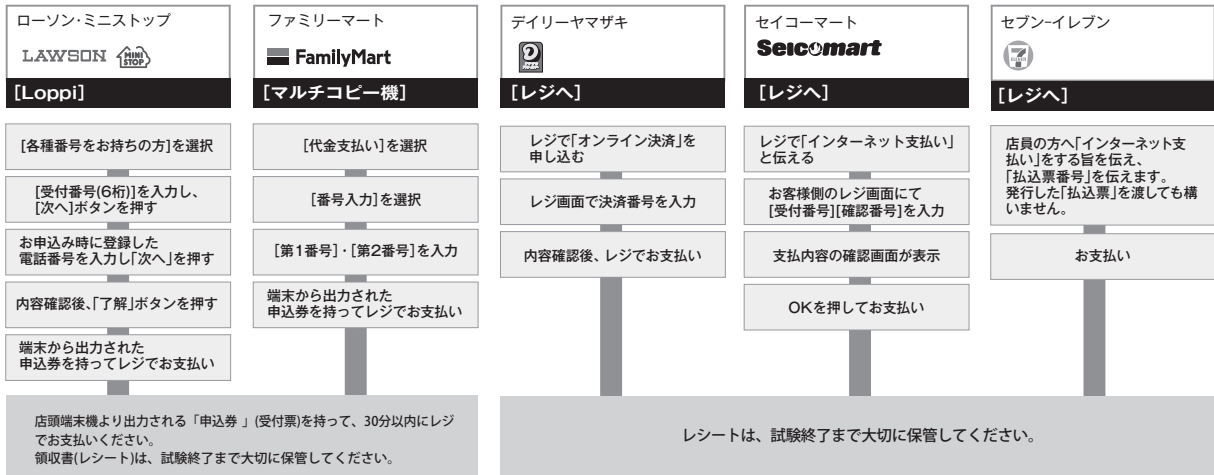 ローソン・ミニストップ
LAWSON MINI STOP
[Loppi]
[各種番号をお持ちの方]を選択
[受付番号(6桁)]を入力し、
[次へ]ボタンを押す
お申込み時に登録した
電話番号を入力し「次へ」を押す
内容確認後、「了解」ボタンを押す
端末から出力された
申込券を持ってレジでお支払い
ファミリーマート
FamilyMart
[マルチコピー機]
[代金支払い]を選択
[番号入力]を選択
[第1番号]・[第2番号]を入力
端末から出力された
申込券を持ってレジでお支払い
店頭端末機より出力される「申込券 」(受付票)を持って、30分以内にレジ
でお支払いください。
領収書(レシート)は、試験終了まで大切に保管してください。
デイリーヤマザキ
[レジへ]
レジで「オンライン決済」を
申し込む
レジ画面で決済番号を入力
内容確認後、レジでお支払い
セイコーマート
Seicomart
[レジへ]
レジで「インターネット支払い」
と伝える
お客様側のレジ画面にて
[受付番号][確認番号]を入力
支払内容の確認画面が表示
OKを押してお支払い
セブン-イレブン
[レジへ]
店員の方へ「インターネット支
払い」をする旨を伝え、
「払込票番号」を伝えます。
発行した「払込票」を渡しても構
いません。
お支払い
レシートは、試験終了まで大切に保管してください。